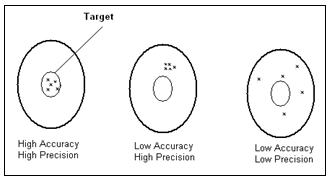 Target
High Accuracy
High Precision
Low Accuracy
High Precision
Low Accuracy
Low Precision